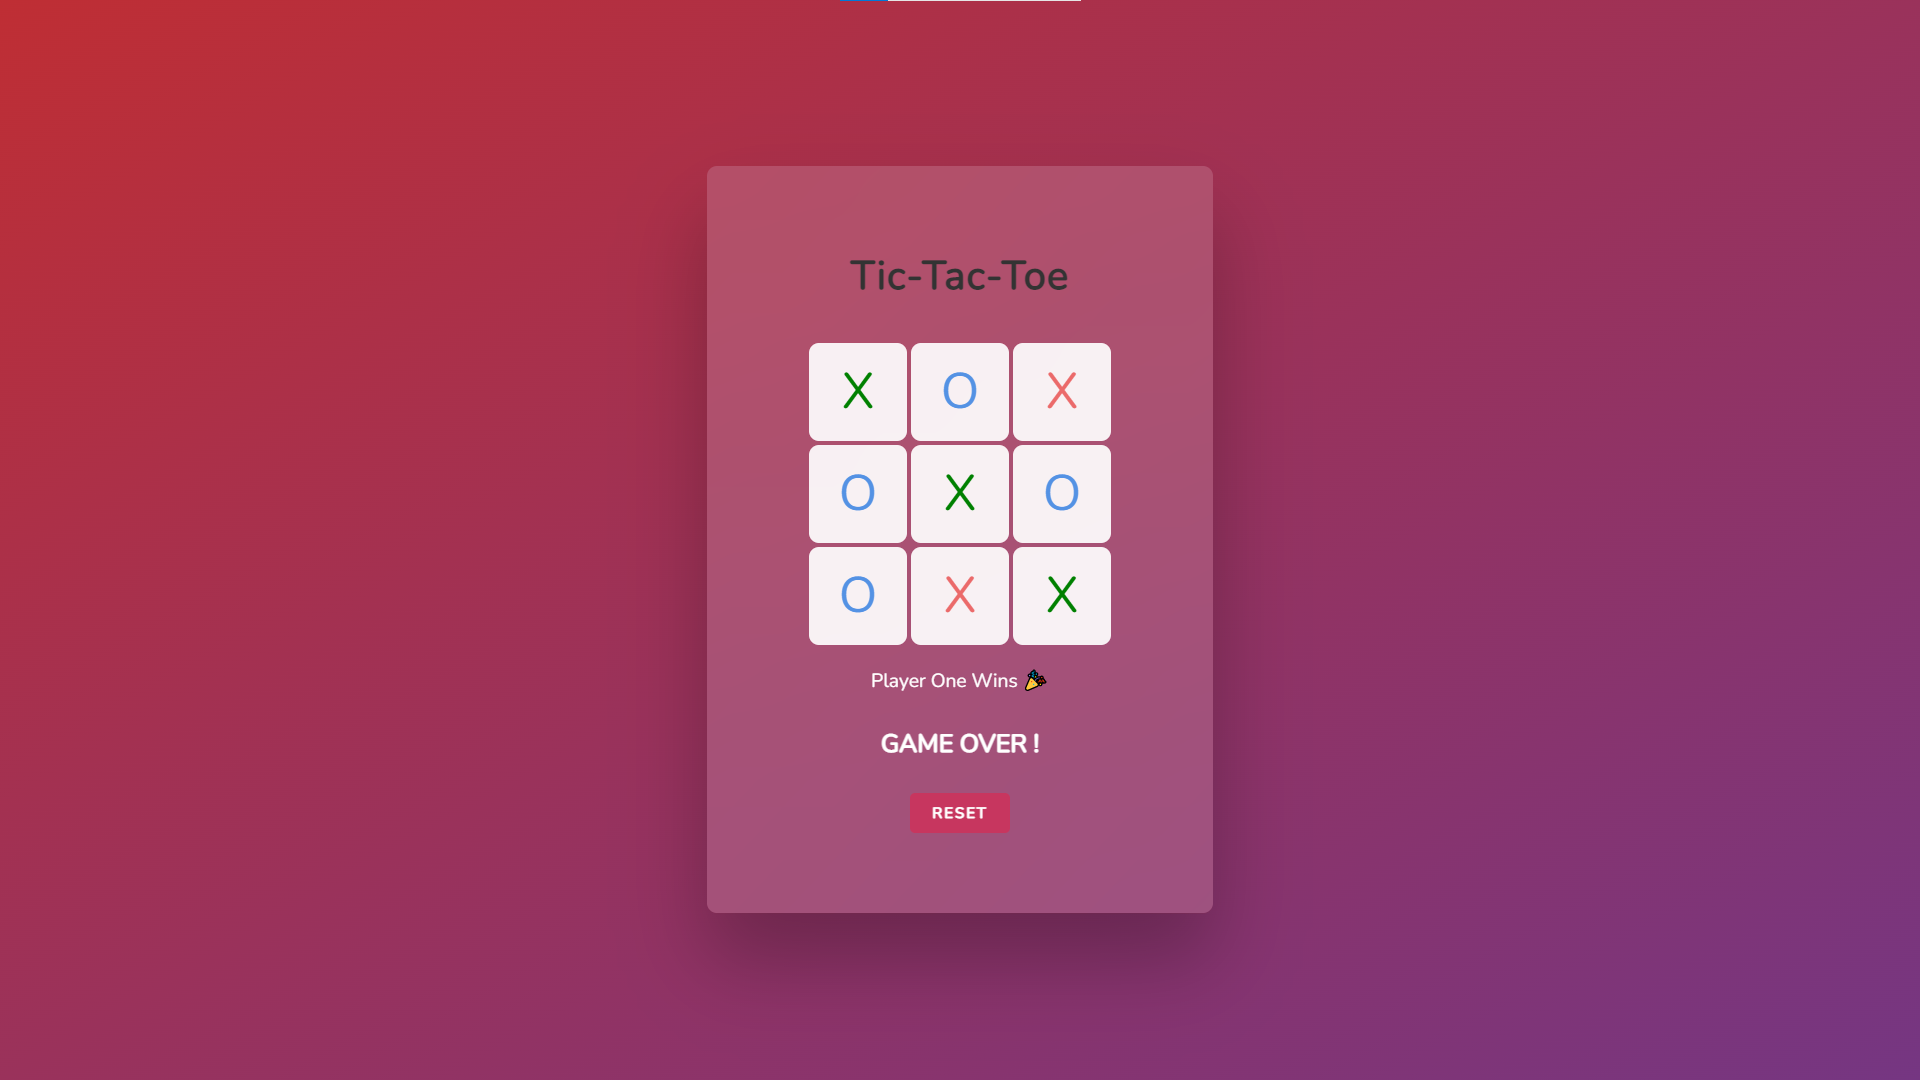 Tic-Tac-Toe
X O X
O X O
O X X
Player One Wins 🎉
GAME OVER !
RESET